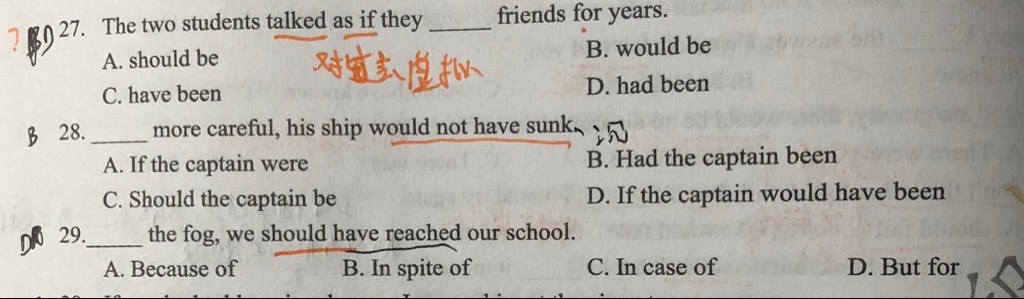 27. The two students talked as if they ______ friends for years.
A. should be
B. would be
对过去虚拟
C. have been
D. had been
B 28. ______ more careful, his ship would not have sunk. 沉
A. If the captain were
B. Had the captain been
C. Should the captain be
D. If the captain would have been
D 29. ______ the fog, we should have reached our school.
A. Because of
B. In spite of
C. In case of
D. But for